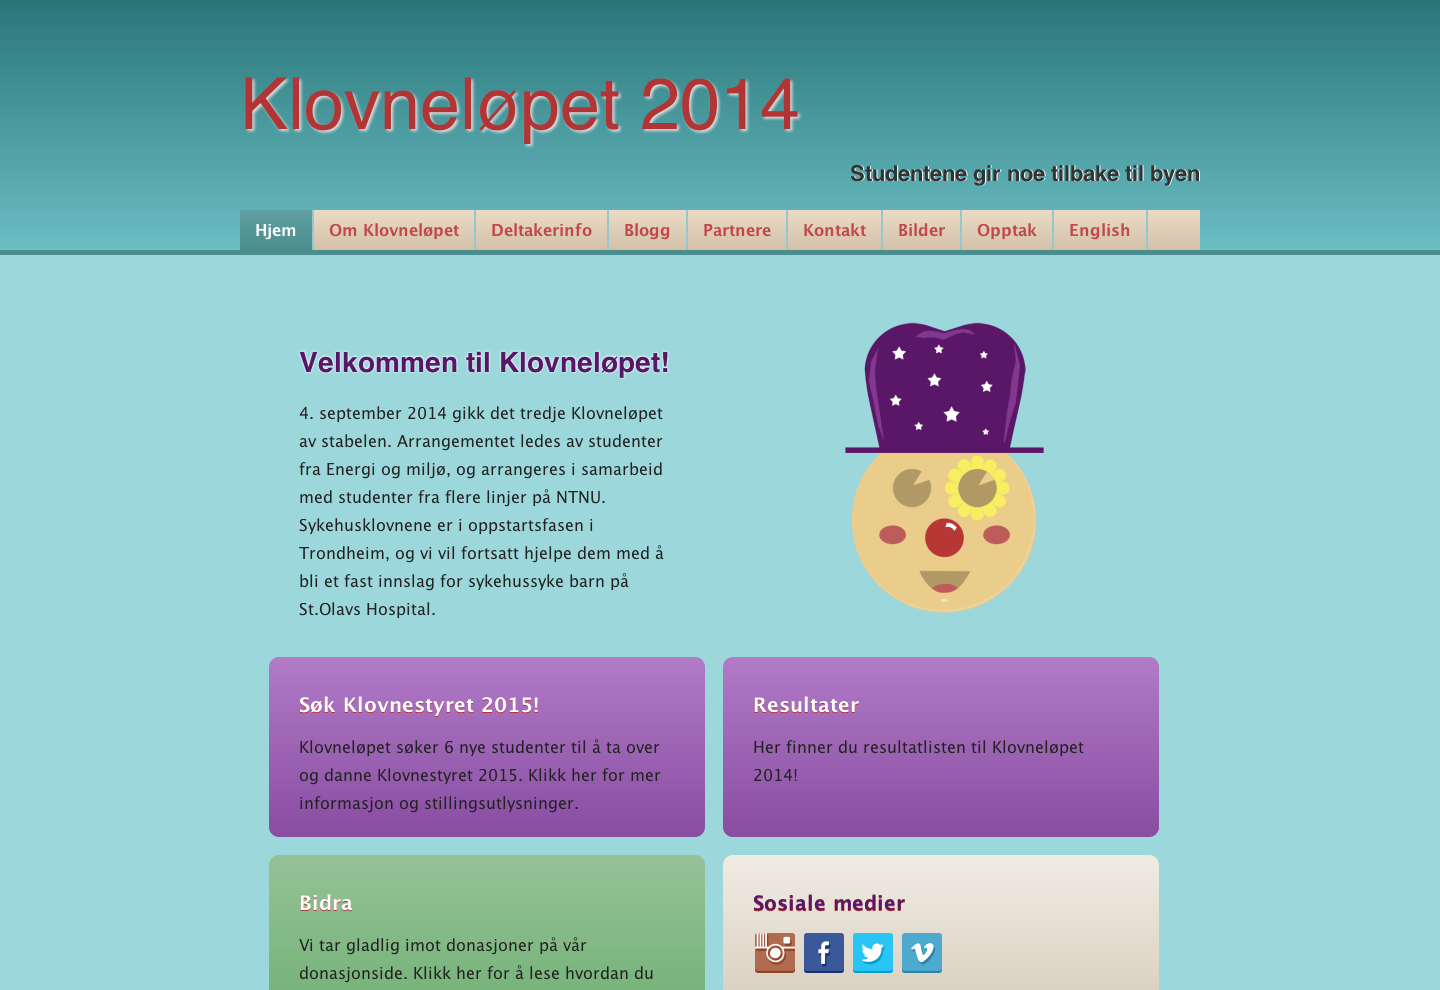 Klovneløpet 2014
Studentene gir noe tilbake til byen
Hjem Om Klovneløpet Deltakerinfo Blogg Partnere Kontakt Bilder Opptak English
Velkommen til Klovneløpet!
4. september 2014 gikk det tredje Klovneløpet
av stabelen. Arrangementet ledes av studenter
fra Energi og miljø, og arrangeres i samarbeid
med studenter fra flere linjer på NTNU.
Sykehusklovnene er i oppstartsfasen i
Trondheim, og vi vil fortsatt hjelpe dem med å
bli et fast innslag for sykehussyke barn på
St.Olavs Hospital.
Søk Klovnestyret 2015!
Klovneløpet søker 6 nye studenter til å ta over
og danne Klovnestyret 2015. Klikk her for mer
informasjon og stillingsutlysninger.
Resultater
Her finner du resultatlisten til Klovneløpet
2014!
Bidra
Vi tar gladlig imot donasjoner på vår
donasjonside. Klikk her for å lese hvordan du
Sosiale medier